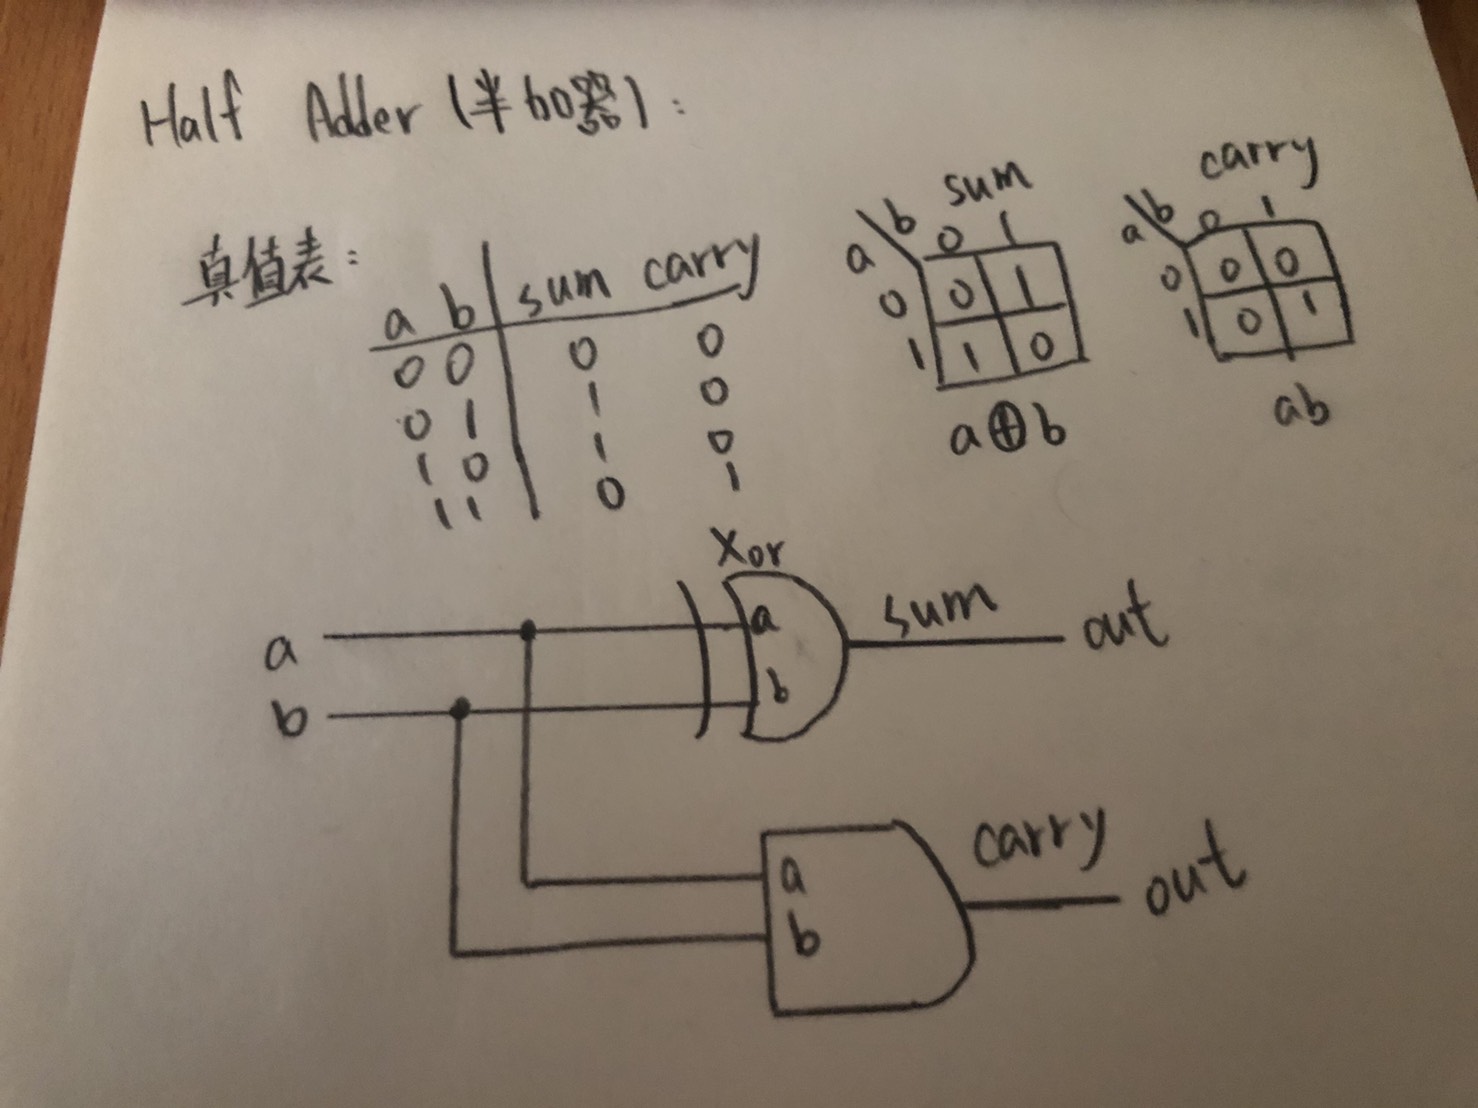 Half Adder (半加器):
真值表:
a b sum carry
0 0 0 0
0 1 1 0
1 0 1 0
1 1 0 1
sum
a\b 0 1
0 0 1
1 1 0
a⊕b
carry
a\b 0 1
0 0 0
1 0 1
ab
Xor
a a sum out
b b
a carry out
b